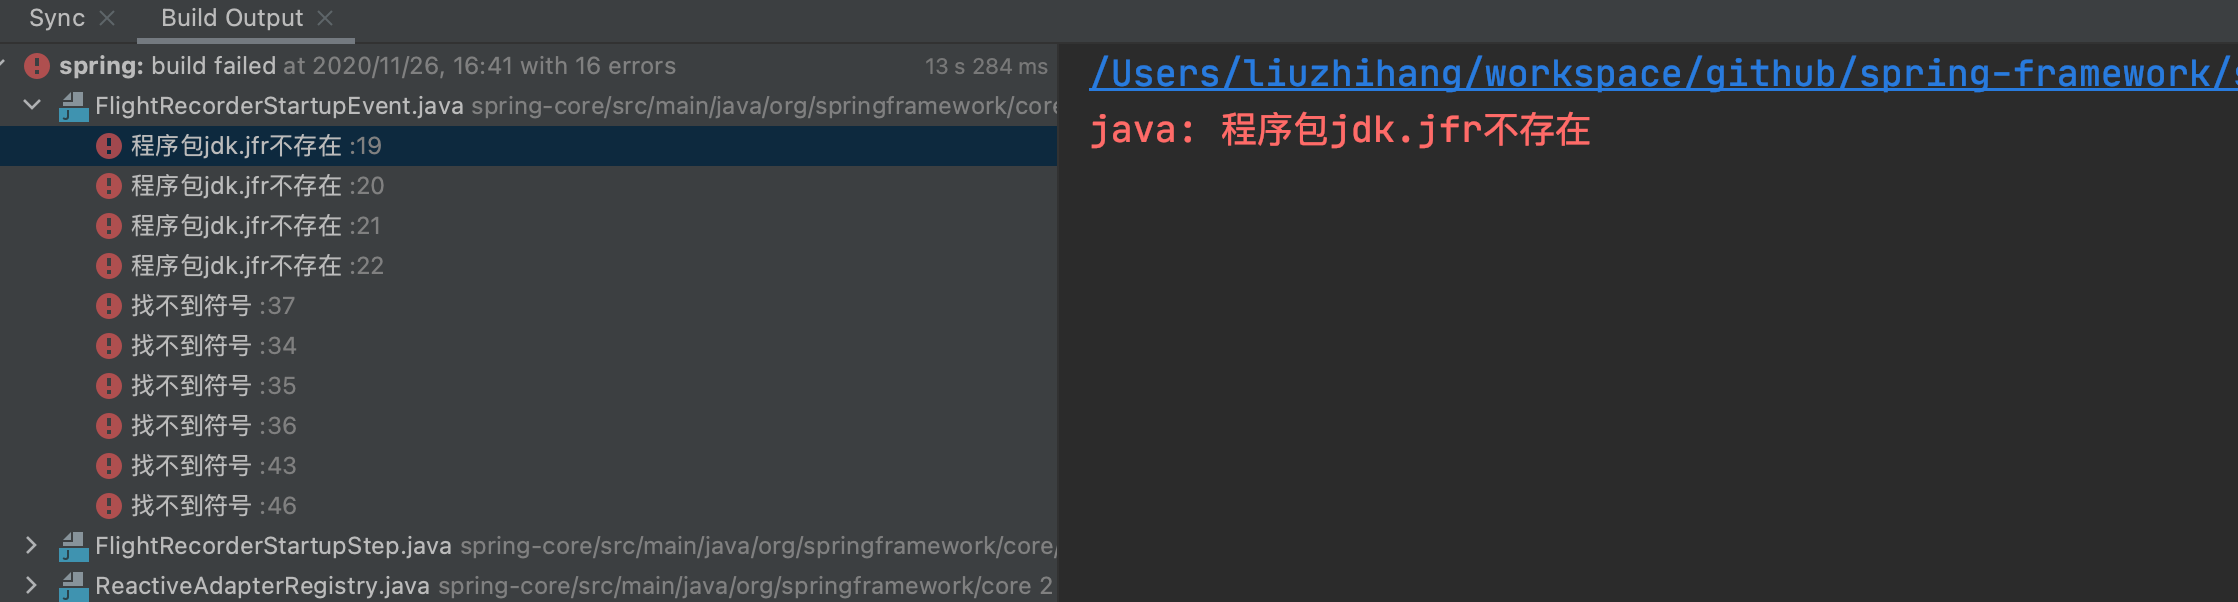 Sync Build Output
spring: build failed at 2020/11/26, 16:41 with 16 errors 13 s 284 ms
FlightRecorderStartupEvent.java spring-core/src/main/java/org/springframework/core
程序包jdk.jfr不存在 :19
程序包jdk.jfr不存在 :20
程序包jdk.jfr不存在 :21
程序包jdk.jfr不存在 :22
找不到符号 :37
找不到符号 :34
找不到符号 :35
找不到符号 :36
找不到符号 :43
找不到符号 :46
FlightRecorderStartupStep.java spring-core/src/main/java/org/springframework/core/
ReactiveAdapterRegistry.java spring-core/src/main/java/org/springframework/core 2
/Users/liuzhihang/workspace/github/spring-framework/s
java: 程序包jdk.jfr不存在